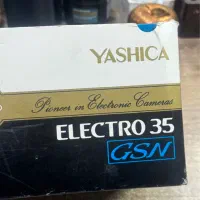 YASHICA
Pioneer in Electronic Cameras
ELECTRO 35
GSN